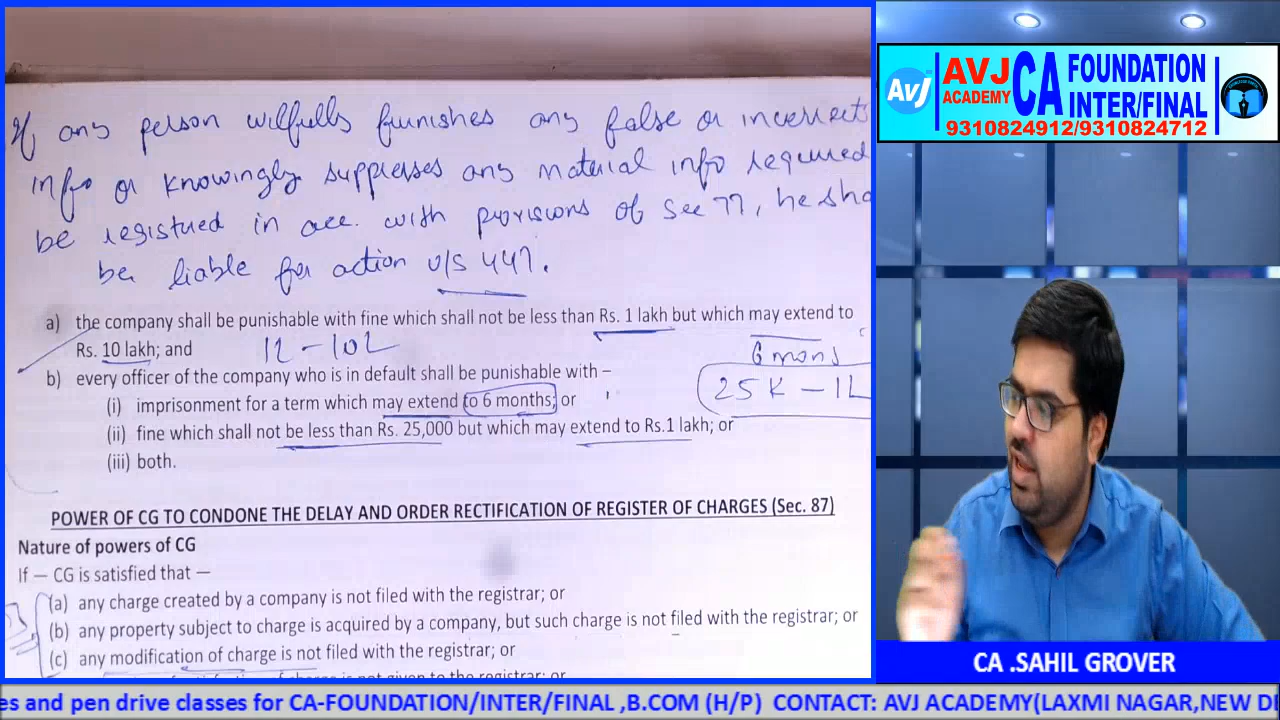 If any person wilfully furnishes any false or incorrect
info or knowingly suppresses any material info required
be registued in acc. with provisions of Sec 77, he sha
be liable for action u/s 447.
a) the company shall be punishable with fine which shall not be less than Rs. 1 lakh but which may extend to
Rs. 10 lakh; and
1L - 10L
b) every officer of the company who is in default shall be punishable with –
6 mons
(i) imprisonment for a term which may extend to 6 months; or
25K - 1L
(ii) fine which shall not be less than Rs. 25,000 but which may extend to Rs.1 lakh; or
(iii) both.
POWER OF CG TO CONDONE THE DELAY AND ORDER RECTIFICATION OF REGISTER OF CHARGES (Sec. 87)
Nature of powers of CG
If — CG is satisfied that —
(a) any charge created by a company is not filed with the registrar; or
(b) any property subject to charge is acquired by a company, but such charge is not filed with the registrar; or
(c) any modification of charge is not filed with the registrar; or
AVJ
AVJ
ACADEMY
CA
FOUNDATION
INTER/FINAL
9310824912/9310824712
CA .SAHIL GROVER
es and pen drive classes for CA-FOUNDATION/INTER/FINAL ,B.COM (H/P) CONTACT: AVJ ACADEMY(LAXMI NAGAR,NEW DE